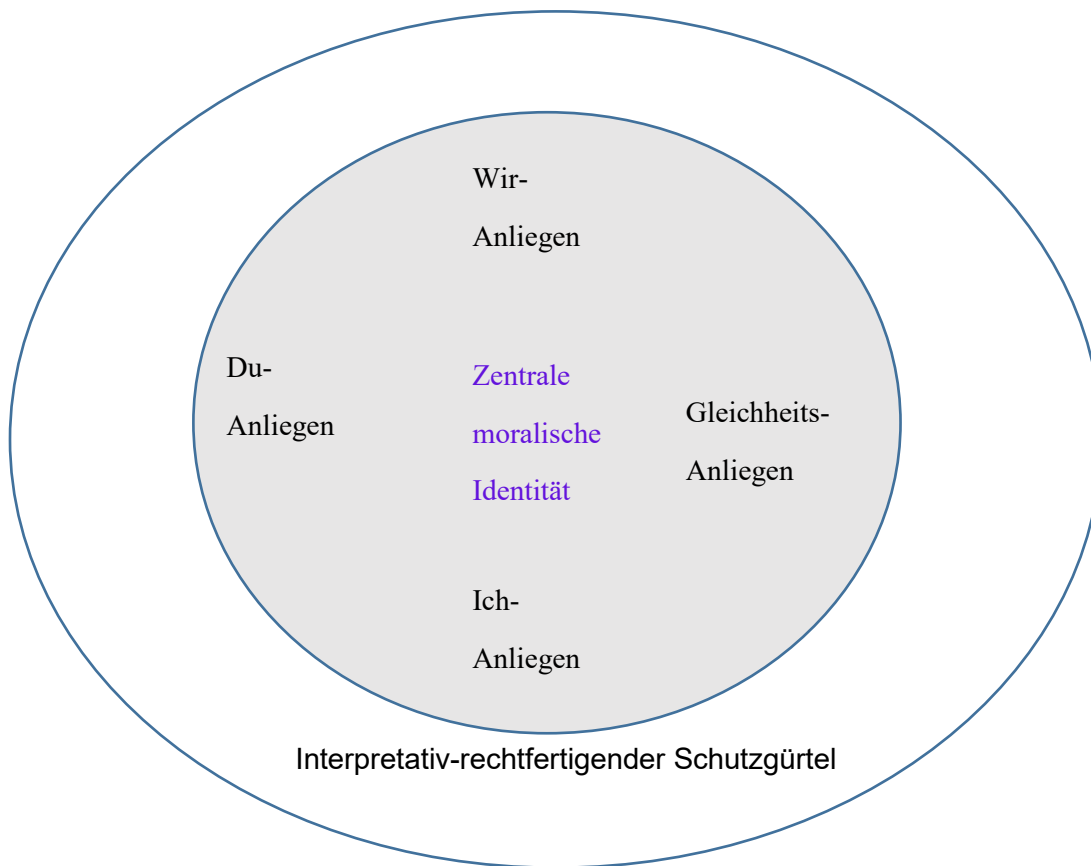 Wir-
Anliegen
Du-
Anliegen
Zentrale
moralische
Identität
Gleichheits-
Anliegen
Ich-
Anliegen
Interpretativ-rechtfertigender Schutzgürtel